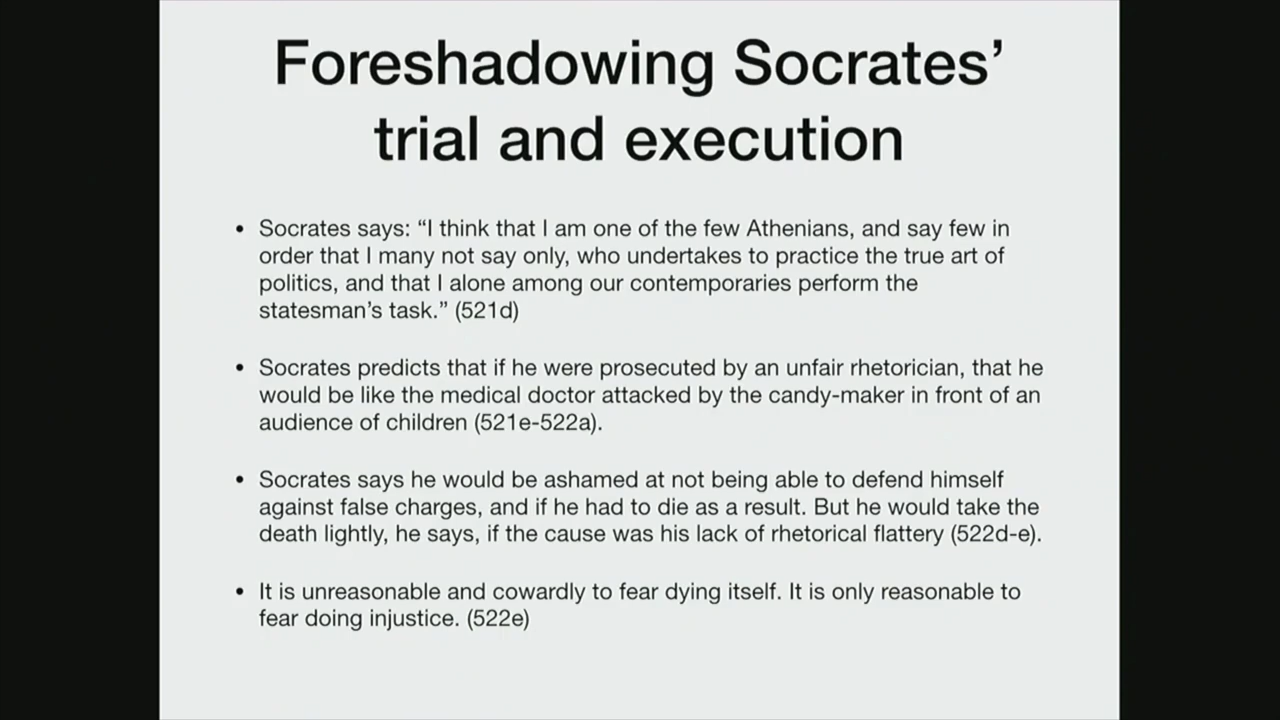 Foreshadowing Socrates’
trial and execution
• Socrates says: “I think that I am one of the few Athenians, and say few in
order that I many not say only, who undertakes to practice the true art of
politics, and that I alone among our contemporaries perform the
statesman’s task.” (521d)
• Socrates predicts that if he were prosecuted by an unfair rhetorician, that he
would be like the medical doctor attacked by the candy-maker in front of an
audience of children (521e-522a).
• Socrates says he would be ashamed at not being able to defend himself
against false charges, and if he had to die as a result. But he would take the
death lightly, he says, if the cause was his lack of rhetorical flattery (522d-e).
• It is unreasonable and cowardly to fear dying itself. It is only reasonable to
fear doing injustice. (522e)